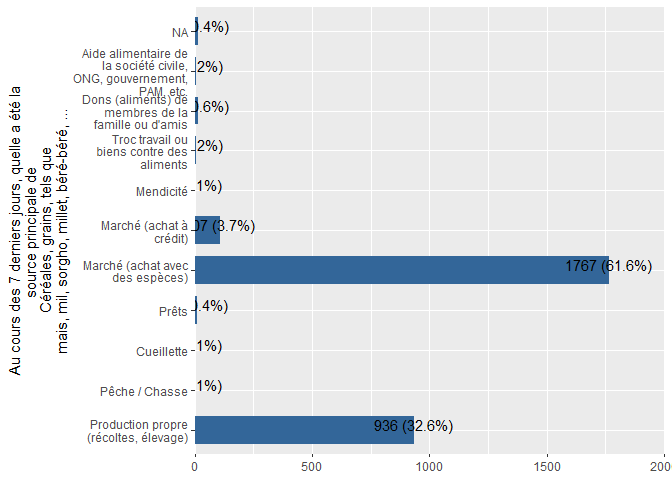 Au cours des 7 derniers jours, quelle a été la
source principale de
Céréales, grains, tels que
mais, mil, sorgho, millet, béré-béré, ...
NA
.4%)
Aide alimentaire de
la société civile,
ONG, gouvernement,
PAM, etc.
2%)
Dons (aliments) de
membres de la
famille ou d'amis
.6%)
Troc travail ou
biens contre des
aliments
2%)
Mendicité
1%)
Marché (achat à
crédit)
07 (3.7%)
Marché (achat avec
des espèces)
1767 (61.6%)
Prêts
.4%)
Cueillette
1%)
Pêche / Chasse
1%)
Production propre
(récoltes, élevage)
936 (32.6%)
0 500 1000 1500 200